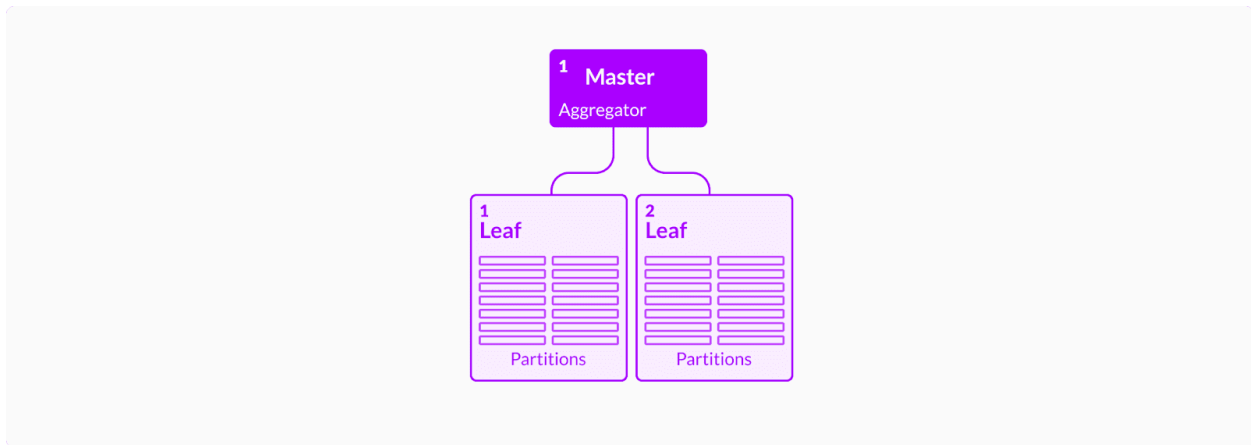 1 Master
Aggregator
1
Leaf
Partitions
2
Leaf
Partitions